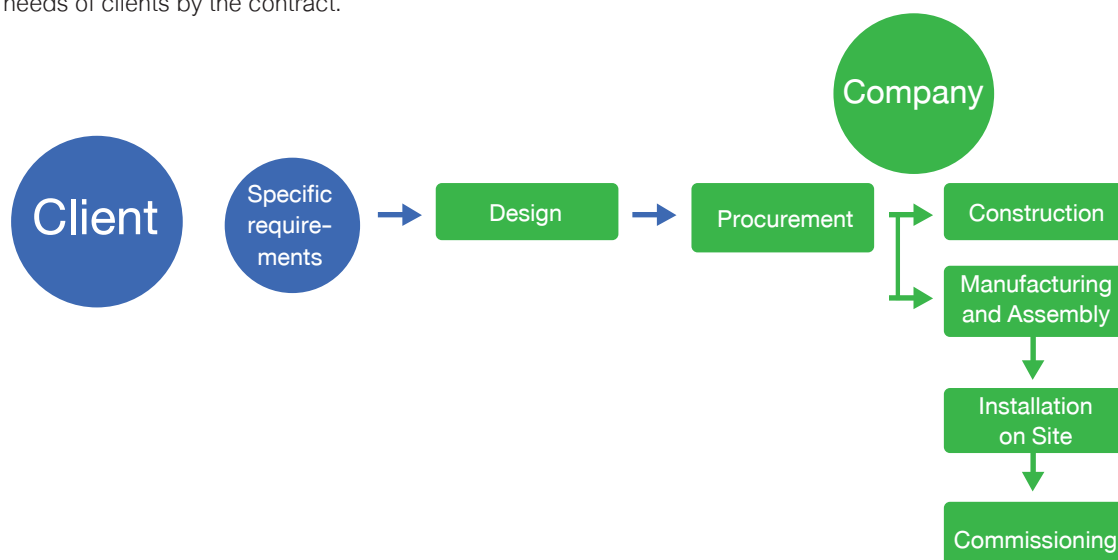 needs of clients by the contract.
Company
Client
Specific
require-
ments
Design
Procurement
Construction
Manufacturing
and Assembly
Installation
on Site
Commissioning